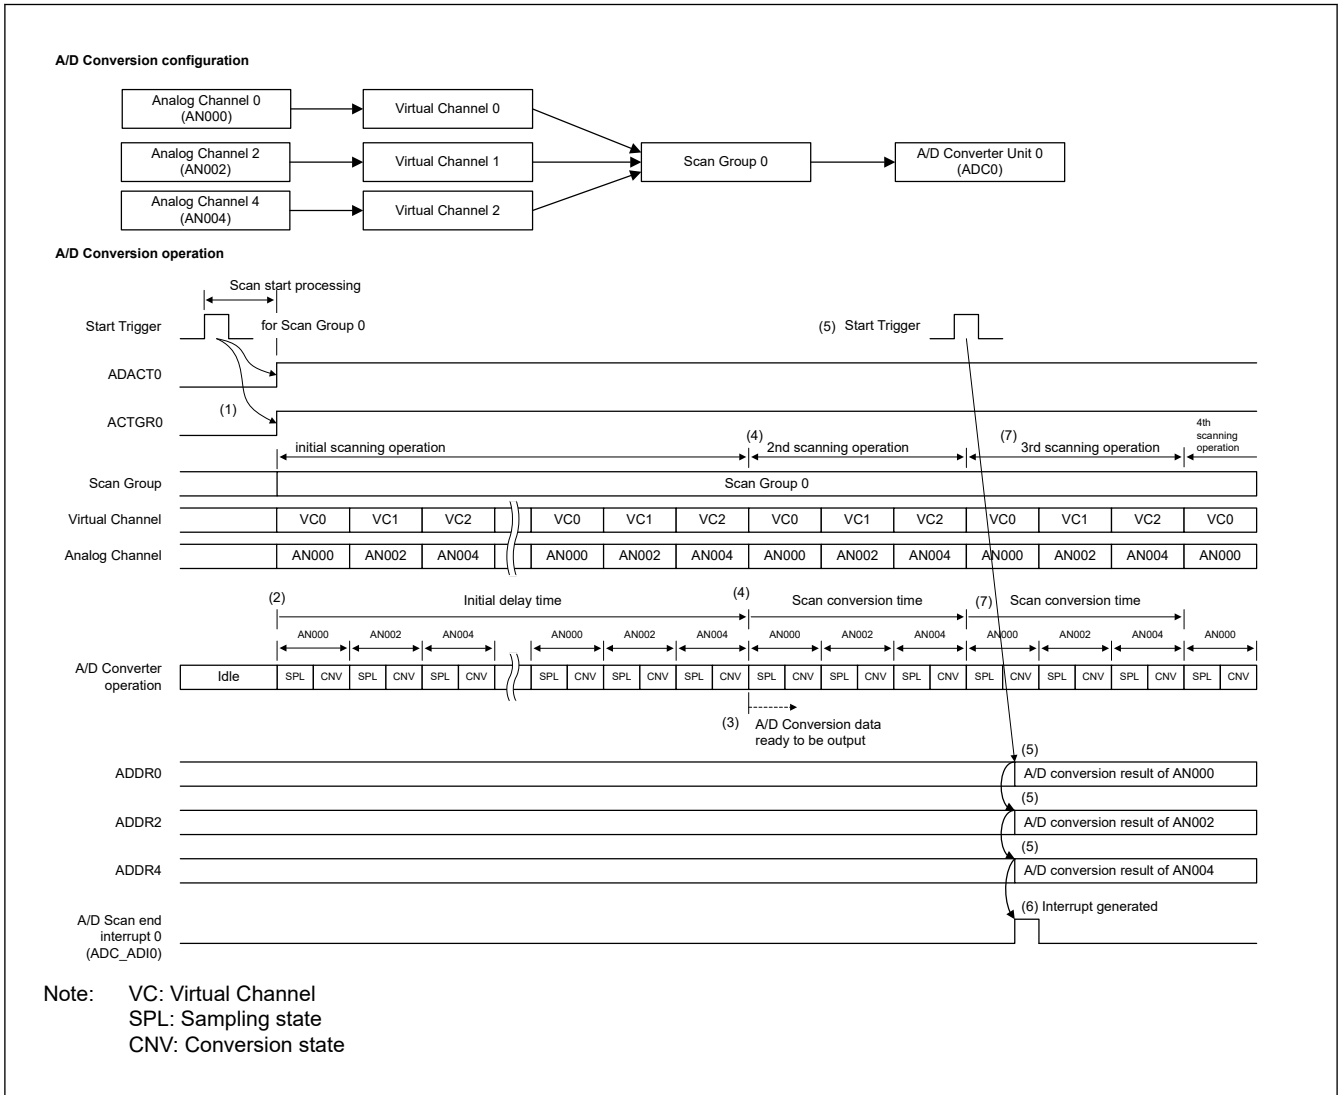 A/D Conversion configuration
Analog Channel 0
(AN000)
Virtual Channel 0
Analog Channel 2
(AN002)
Virtual Channel 1
Scan Group 0
A/D Converter Unit 0
(ADC0)
Analog Channel 4
(AN004)
Virtual Channel 2
A/D Conversion operation
Scan start processing
Start Trigger
for Scan Group 0
(5) Start Trigger
ADACT0
(1)
ACTGR0
initial scanning operation
(4)
2nd scanning operation
(7)
3rd scanning operation
4th
scanning
operation
Scan Group
Scan Group 0
Virtual Channel
VC0 VC1 VC2 VC0 VC1 VC2 VC0 VC1 VC2 VC0 VC1 VC2 VC0
Analog Channel
AN000 AN002 AN004 AN000 AN002 AN004 AN000 AN002 AN004 AN000 AN002 AN004 AN000
(2)
Initial delay time
(4)
Scan conversion time
(7)
Scan conversion time
AN000 AN002 AN004 AN000 AN002 AN004 AN000 AN002 AN004 AN000 AN002 AN004 AN000
A/D Converter
operation
Idle SPL CNV SPL CNV SPL CNV SPL CNV SPL CNV SPL CNV SPL CNV SPL CNV SPL CNV SPL CNV SPL CNV SPL CNV SPL CNV
(3)
A/D Conversion data
ready to be output
(5)
ADDR0
A/D conversion result of AN000
(5)
ADDR2
A/D conversion result of AN002
(5)
ADDR4
A/D conversion result of AN004
(6) Interrupt generated
A/D Scan end
interrupt 0
(ADC_ADI0)
Note: VC: Virtual Channel
SPL: Sampling state
CNV: Conversion state